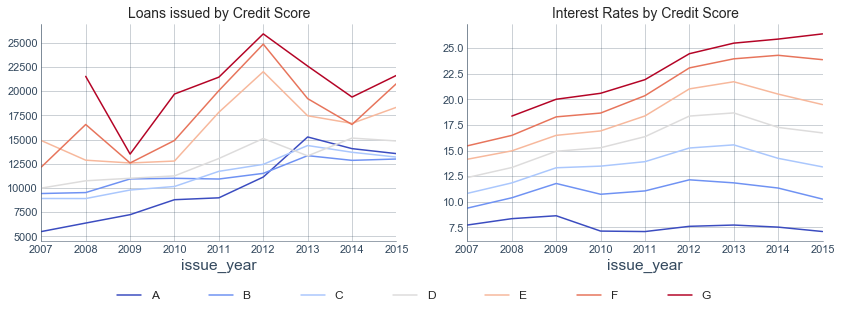 Loans issued by Credit Score
25000
22500
20000
17500
15000
12500
10000
7500
5000
2007 2008 2009 2010 2011 2012 2013 2014 2015
issue_year
Interest Rates by Credit Score
25.0
22.5
20.0
17.5
15.0
12.5
10.0
7.5
2007 2008 2009 2010 2011 2012 2013 2014 2015
issue_year
A B C D E F G